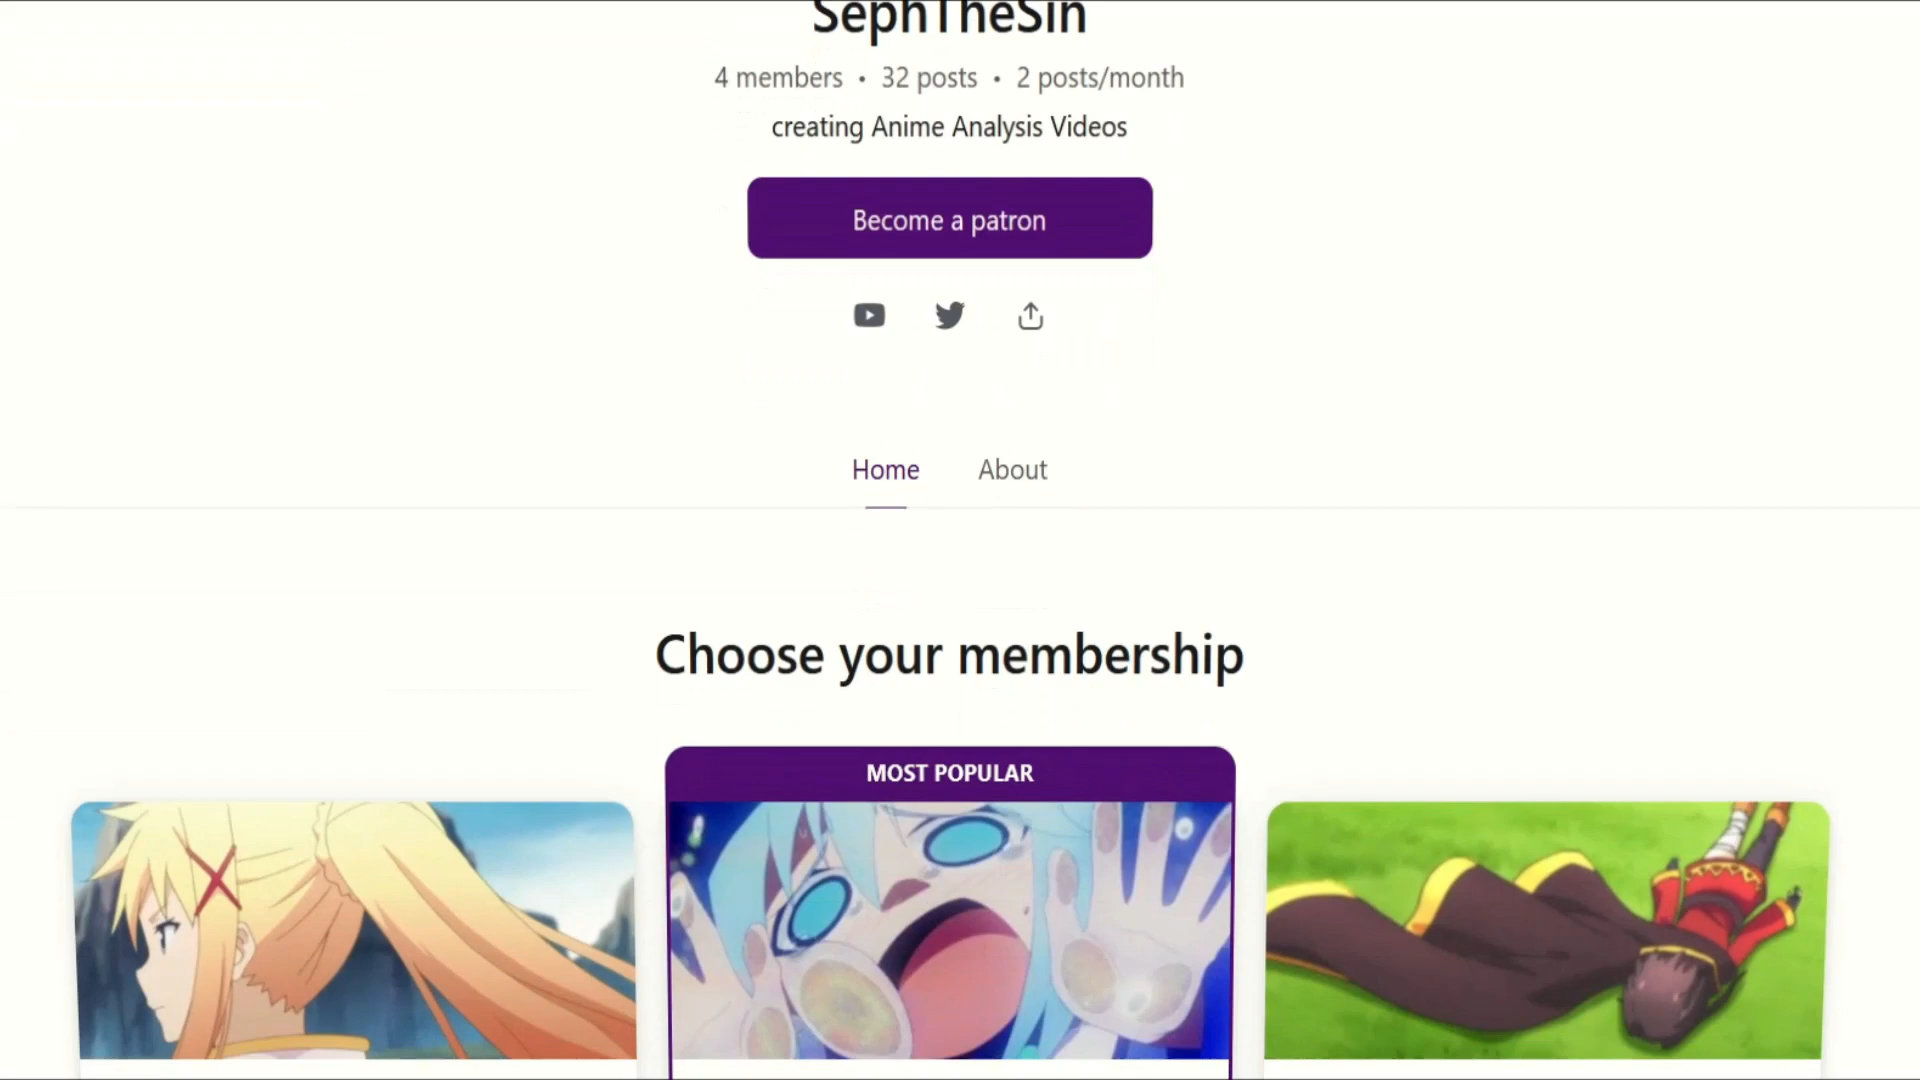 SephTheSin
4 members • 32 posts • 2 posts/month
creating Anime Analysis Videos
Become a patron
Home About
Choose your membership
MOST POPULAR